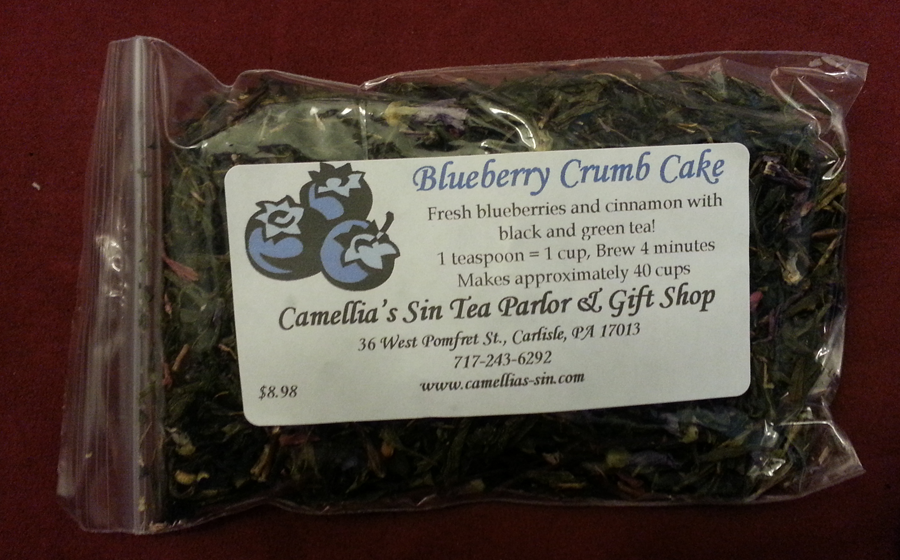 Blueberry Crumb Cake
Fresh blueberries and cinnamon with
black and green tea!
1 teaspoon = 1 cup, Brew 4 minutes
Makes approximately 40 cups
Camellia's Sin Tea Parlor & Gift Shop
36 West Pomfret St., Carlisle, PA 17013
717-243-6292
www.camellias-sin.com
$8.98